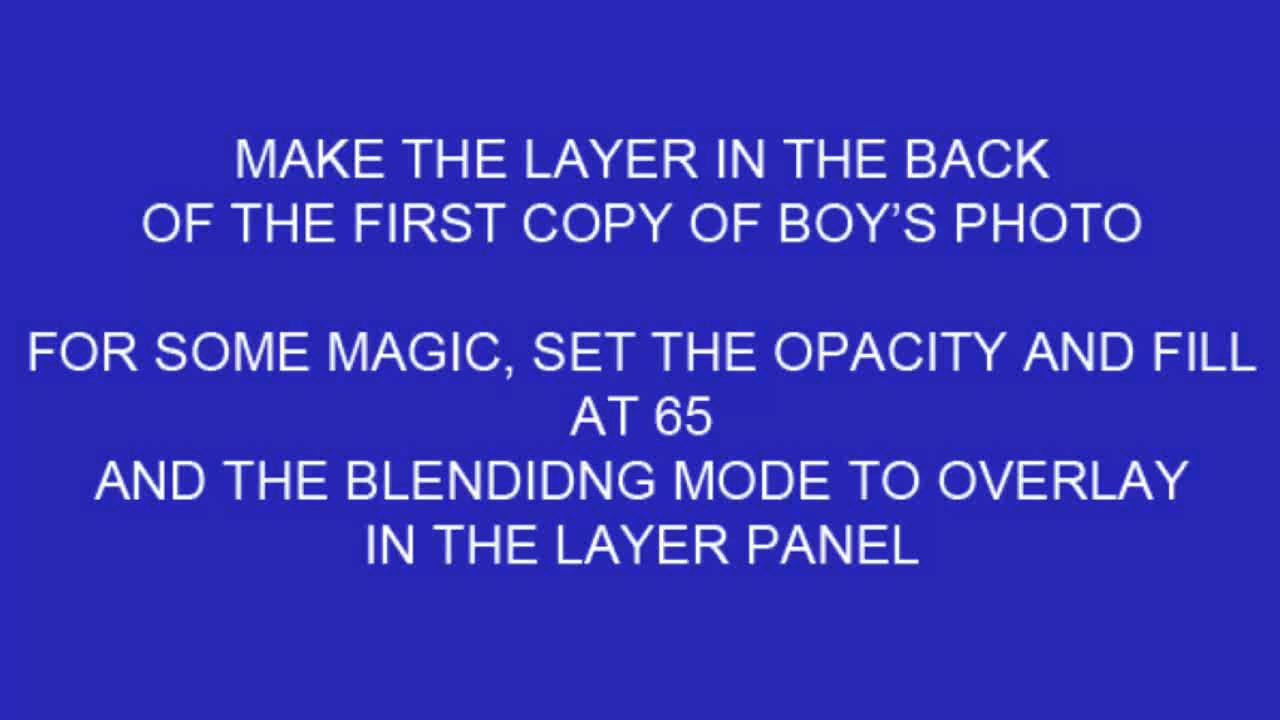 MAKE THE LAYER IN THE BACK
OF THE FIRST COPY OF BOY’S PHOTO
FOR SOME MAGIC, SET THE OPACITY AND FILL
AT 65
AND THE BLENDIDNG MODE TO OVERLAY
IN THE LAYER PANEL